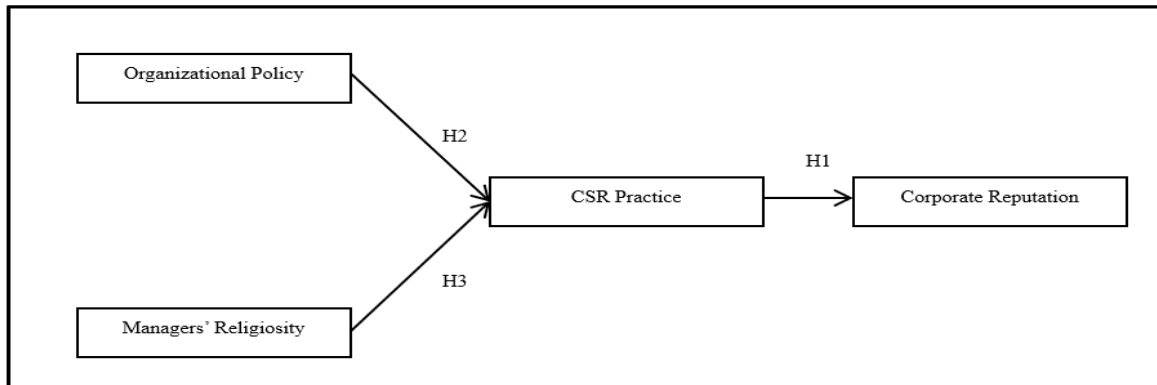 Organizational Policy
H2
H1
CSR Practice
Corporate Reputation
H3
Managers’ Religiosity